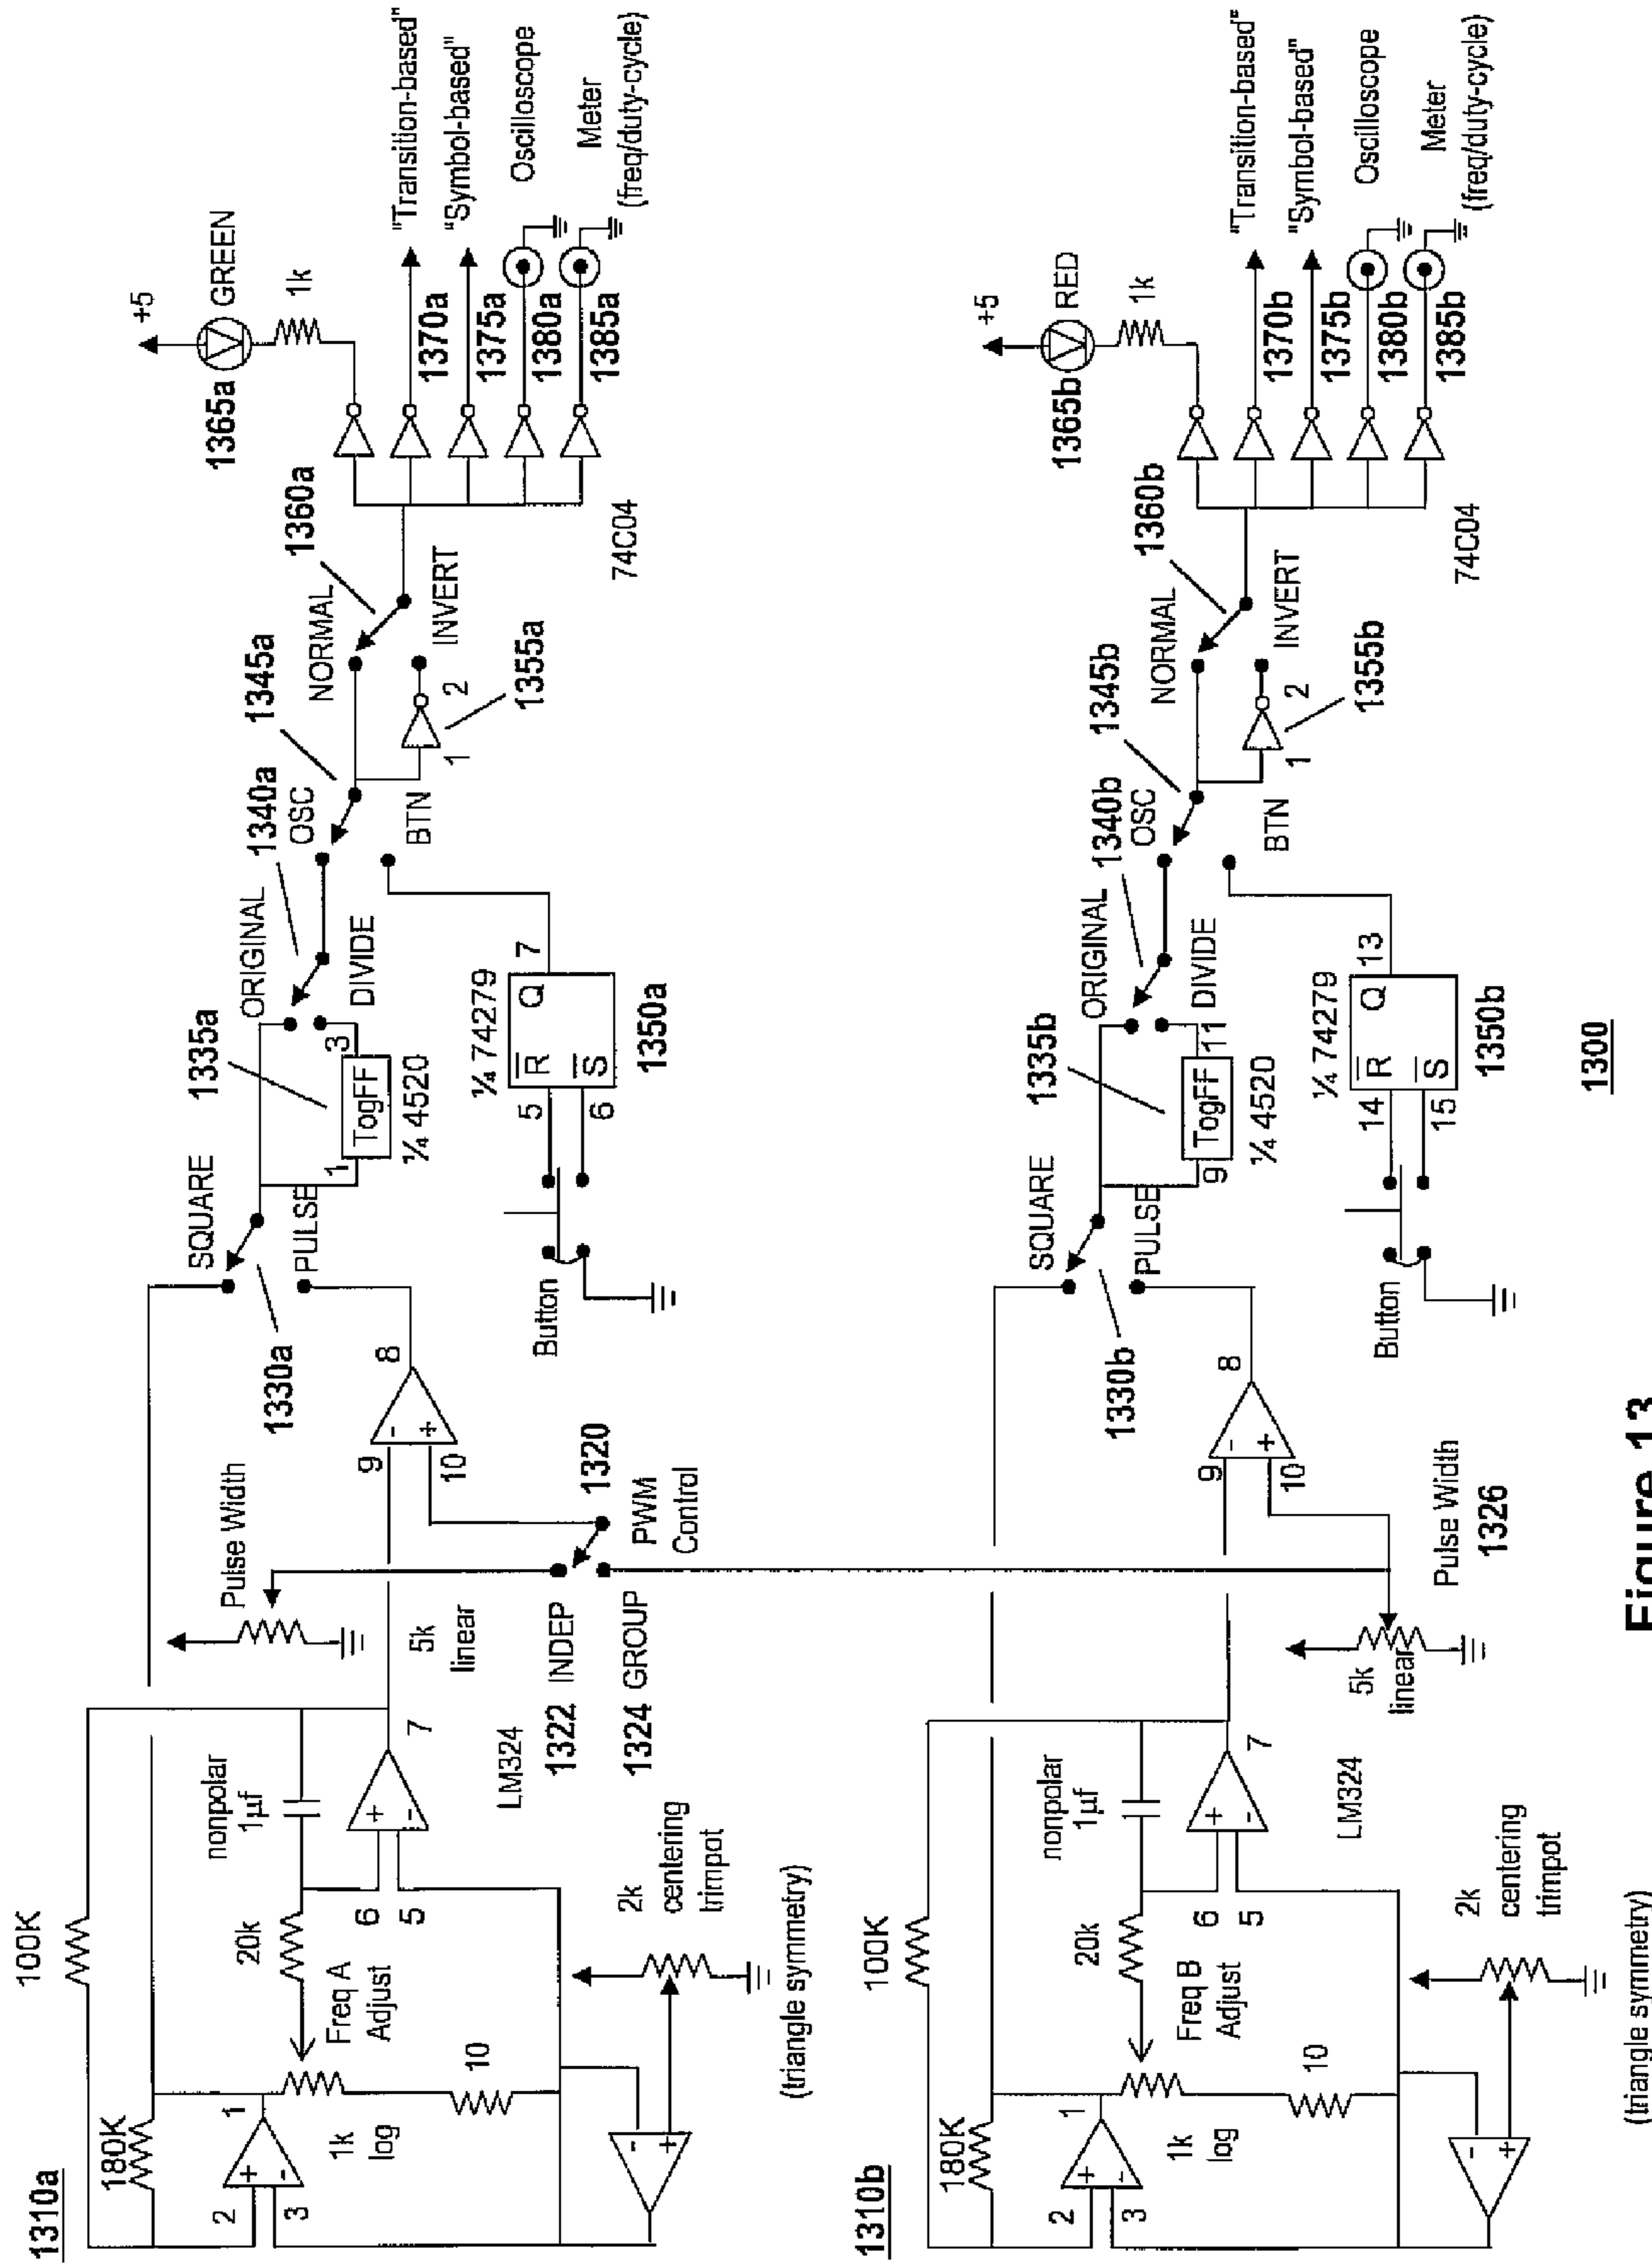 1310a
100K
180K
2
3
1
1k
log
10
Freq A
Adjust
20k
nonpolar
1µf
6
5
7
LM324
2k
centering
trimpot
(triangle symmetry)
Pulse Width
5k
linear
1322 INDEP
1324 GROUP
1320
PWM
Control
9
10
8
1330a
SQUARE
PULSE
1335a
1
TogFF
3
¼ 4520
ORIGINAL
DIVIDE
1340a
Button
5
6
R
S
Q
7
¼ 74279
1350a
OSC
BTN
1345a
NORMAL
INVERT
1
2
1355a
1360a
74C04
1365a
GREEN
+5
1k
1370a
1375a
1380a
1385a
"Transition-based"
"Symbol-based"
Oscilloscope
Meter
(freq/duty-cycle)
1310b
100K
180K
2
3
1
1k
log
10
Freq B
Adjust
20k
nonpolar
1µf
6
5
7
LM324
2k
centering
trimpot
(triangle symmetry)
5k
linear
Pulse Width
1326
9
10
8
1330b
SQUARE
PULSE
1335b
9
TogFF
11
¼ 4520
ORIGINAL
DIVIDE
1340b
Button
14
15
R
S
Q
13
¼ 74279
1350b
OSC
BTN
1345b
NORMAL
INVERT
1
2
1355b
1360b
74C04
1365b
RED
+5
1k
1370b
1375b
1380b
1385b
"Transition-based"
"Symbol-based"
Oscilloscope
Meter
(freq/duty-cycle)
1300
Figure 13